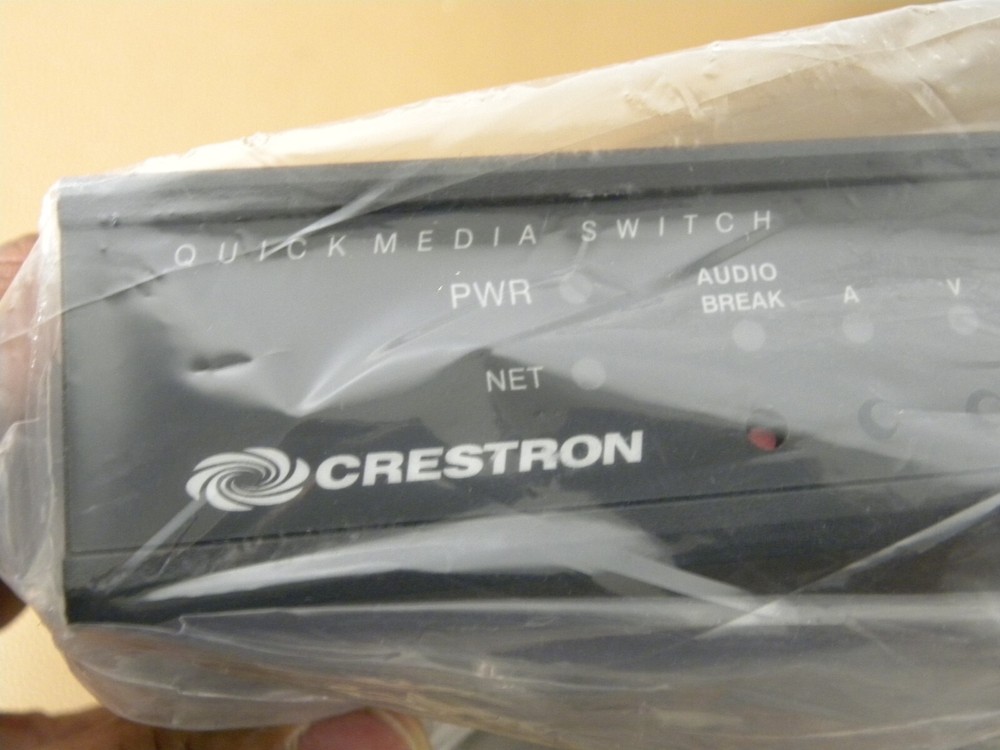 QUICKMEDIA SWITCH
PWR
AUDIO
BREAK
A
V
NET
CRESTRON